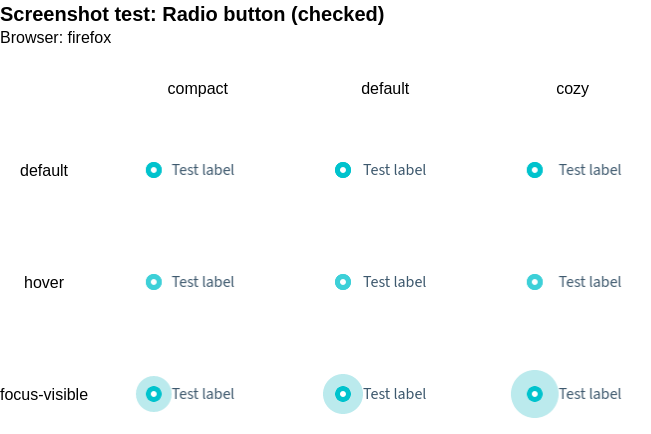 Screenshot test: Radio button (checked)
Browser: firefox
compact default cozy
default Test label Test label Test label
hover Test label Test label Test label
focus-visible Test label Test label Test label